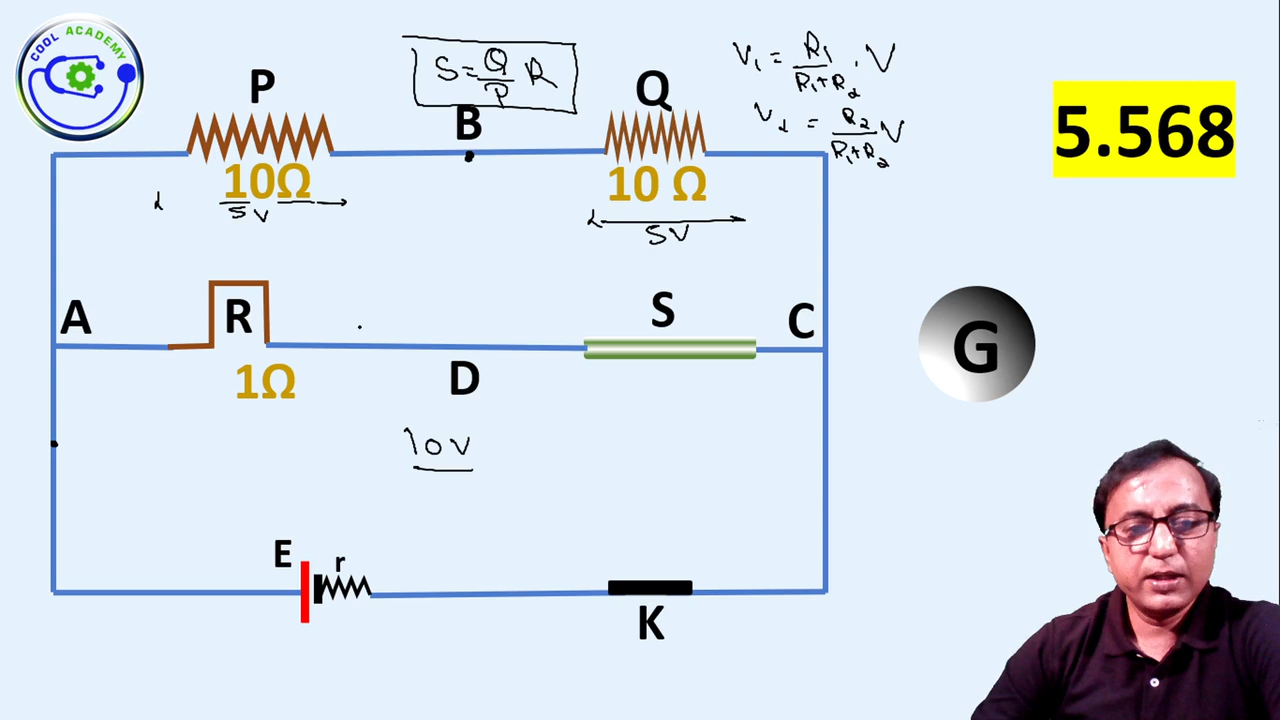 COOL ACADEMY
S = Q/P R
V₁ = R₁/(R₁+R₂) . V
V₂ = R₂/(R₁+R₂) V
P
B
Q
5.568
10Ω
10 Ω
5V
5V
A
R
S
C
G
1Ω
D
10V
E
r
K